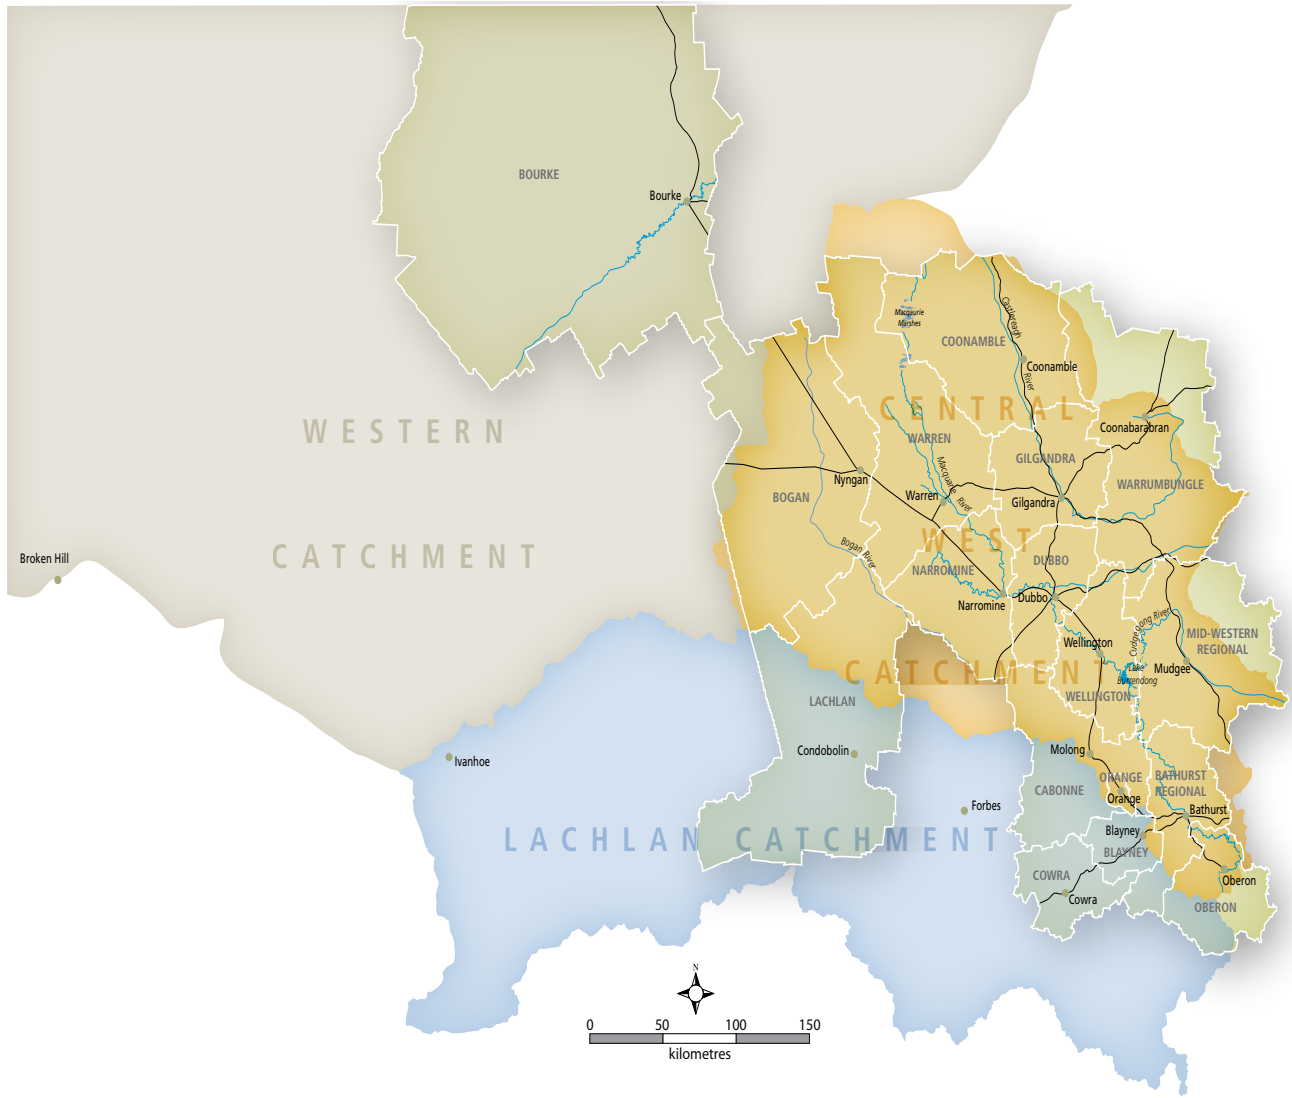 BOURKE
Bourke
Macquarie
Marshes
Castlereagh
River
COONAMBLE
Coonamble
WESTERN
CENTRAL
Coonabarabran
WARREN
GILGANDRA
Nyngan
Macquarie
River
WARRUMBUNGLE
BOGAN
Warren
Gilgandra
WEST
Bogan River
Broken Hill
CATCHMENT
NARROMINE
DUBBO
Narromine
Dubbo
Cudgegong River
MID-WESTERN
REGIONAL
Wellington
Lake
Burrendong
Mudgee
CATCHMENT
WELLINGTON
LACHLAN
Ivanhoe
Condobolin
Molong
ORANGE
BATHURST
REGIONAL
CABONNE
Orange
Forbes
Bathurst
LACHLAN CATCHMENT
Blayney
BLAYNEY
COWRA
Oberon
Cowra
OBERON
N
0 50 100 150
kilometres